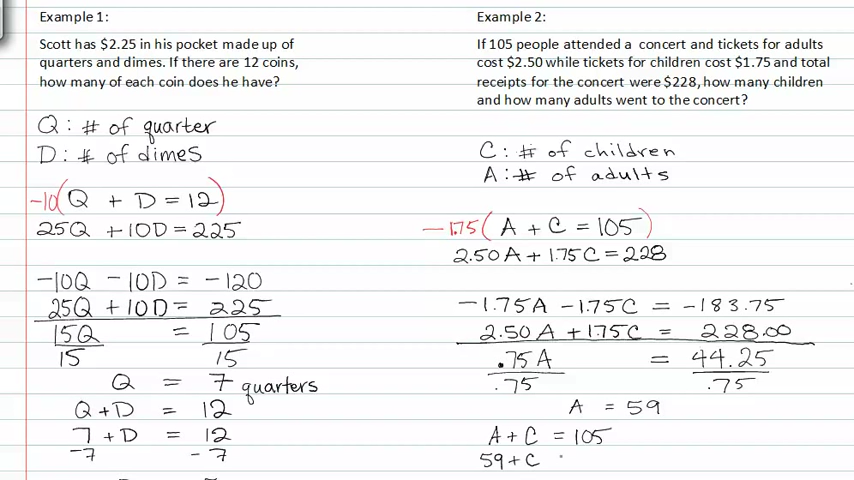 Example 1:
Scott has $2.25 in his pocket made up of
quarters and dimes. If there are 12 coins,
how many of each coin does he have?
Q: # of quarter
D: # of dimes
-10(Q + D = 12)
25Q + 10D = 225
-10Q - 10D = -120
25Q + 10D = 225
15Q = 105
15 15
Q = 7 quarters
Q + D = 12
7 + D = 12
-7 -7
Example 2:
If 105 people attended a concert and tickets for adults
cost $2.50 while tickets for children cost $1.75 and total
receipts for the concert were $228, how many children
and how many adults went to the concert?
C: # of children
A: # of adults
-1.75(A + C = 105)
2.50A + 1.75C = 228
-1.75A - 1.75C = -183.75
2.50A + 1.75C = 228.00
.75A = 44.25
.75 .75
A = 59
A + C = 105
59 + C